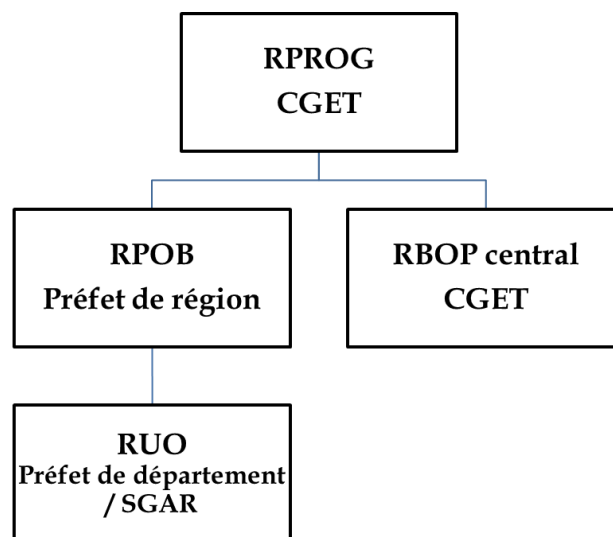 RPROG
CGET
RPOB
Préfet de région
RBOP central
CGET
RUO
Préfet de département
/ SGAR